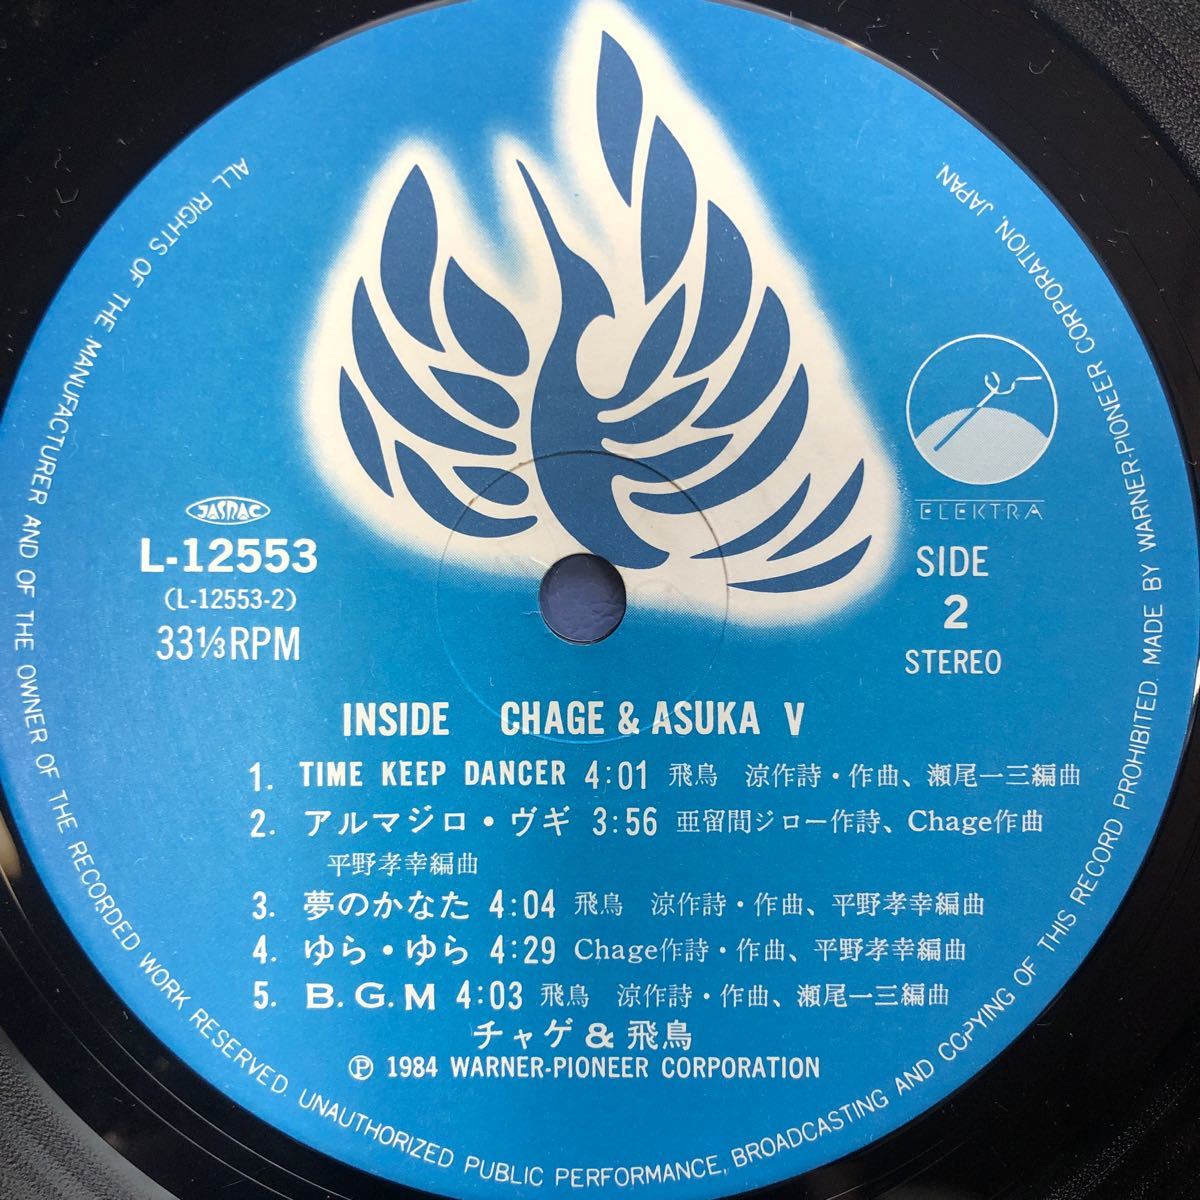 JASRAC
L-12553
(L-12553-2)
33⅓RPM
ELEKTRA
SIDE
2
STEREO
INSIDE CHAGE & ASUKA V
1. TIME KEEP DANCER 4:01 飛鳥 涼作詩・作曲、瀬尾一三編曲
2. アルマジロ・ヴギ 3:56 亜留間ジロー作詩、Chage作曲
平野孝幸編曲
3. 夢のかなた 4:04 飛鳥 涼作詩・作曲、平野孝幸編曲
4. ゆら・ゆら 4:29 Chage作詩・作曲、平野孝幸編曲
5. B.G.M 4:03 飛鳥 涼作詩・作曲、瀬尾一三編曲
チャゲ&飛鳥
Ⓟ 1984 WARNER-PIONEER CORPORATION
ALL RIGHTS OF THE MANUFACTURER AND OF THE OWNER OF THE RECORDED WORK RESERVED. UNAUTHORIZED PUBLIC PERFORMANCE, BROADCASTING AND COPYING OF THIS RECORD PROHIBITED. MADE BY WARNER-PIONEER CORPORATION, JAPAN